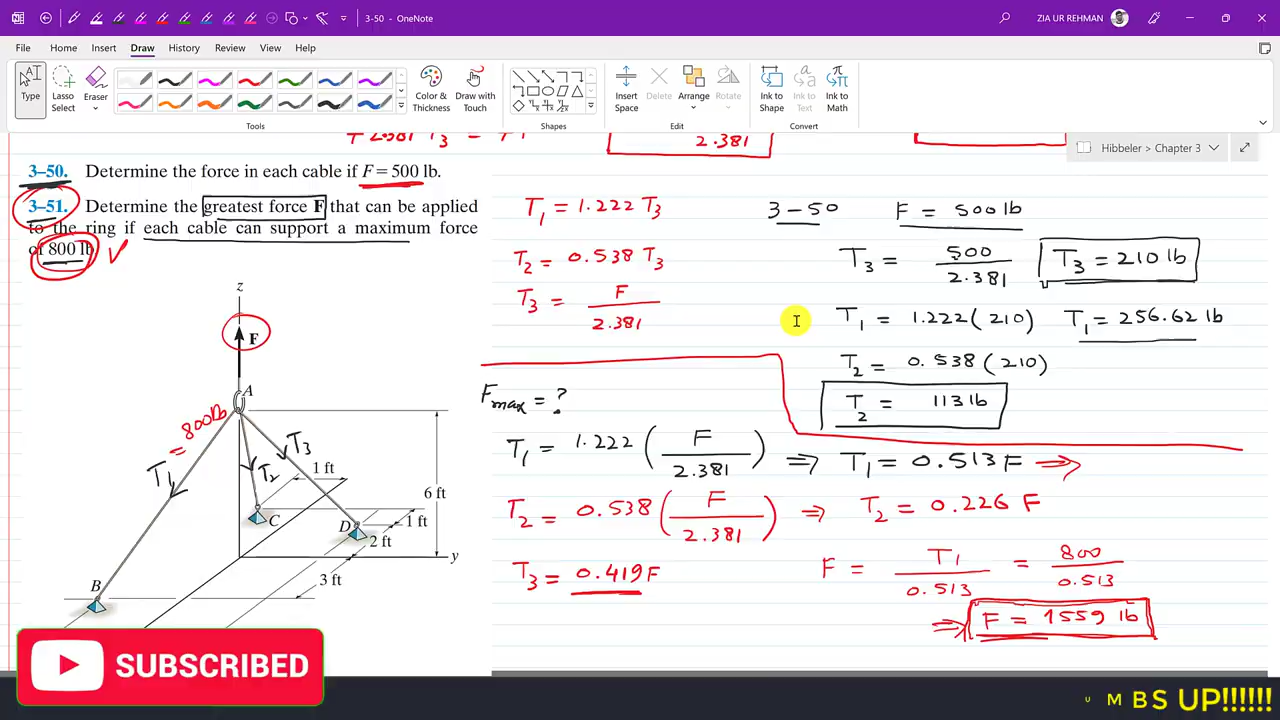 3-50 - OneNote
ZIA UR REHMAN
File Home Insert Draw History Review View Help
Type
Lasso Select
Eraser
Color & Thickness
Draw with Touch
Insert Space
Delete
Arrange
Rotate
Ink to Shape
Ink to Text
Ink to Math
Tools
Shapes
Edit
Convert
Hibbeler > Chapter 3
2.381
3–50. Determine the force in each cable if F = 500 lb.
3–51. Determine the greatest force F that can be applied
to the ring if each cable can support a maximum force
of 800 lb
z
F
A
= 800lb
T1
T2
T3
1 ft
6 ft
C
D
1 ft
2 ft
y
B
3 ft
T1 = 1.222 T3
T2 = 0.538 T3
T3 = F / 2.381
3-50 F = 500 lb
T3 = 500 / 2.381 T3 = 210 lb
T1 = 1.222 (210) T1 = 256.62 lb
T2 = 0.538 (210)
T2 = 113 lb
Fmax = ?
T1 = 1.222 (F / 2.381) ⇒ T1 = 0.513 F →
T2 = 0.538 (F / 2.381) ⇒ T2 = 0.226 F
T3 = 0.419 F
F = T1 / 0.513 = 800 / 0.513
⇒ F = 1559 lb
SUBSCRIBED
U M BS UP!!!!!!